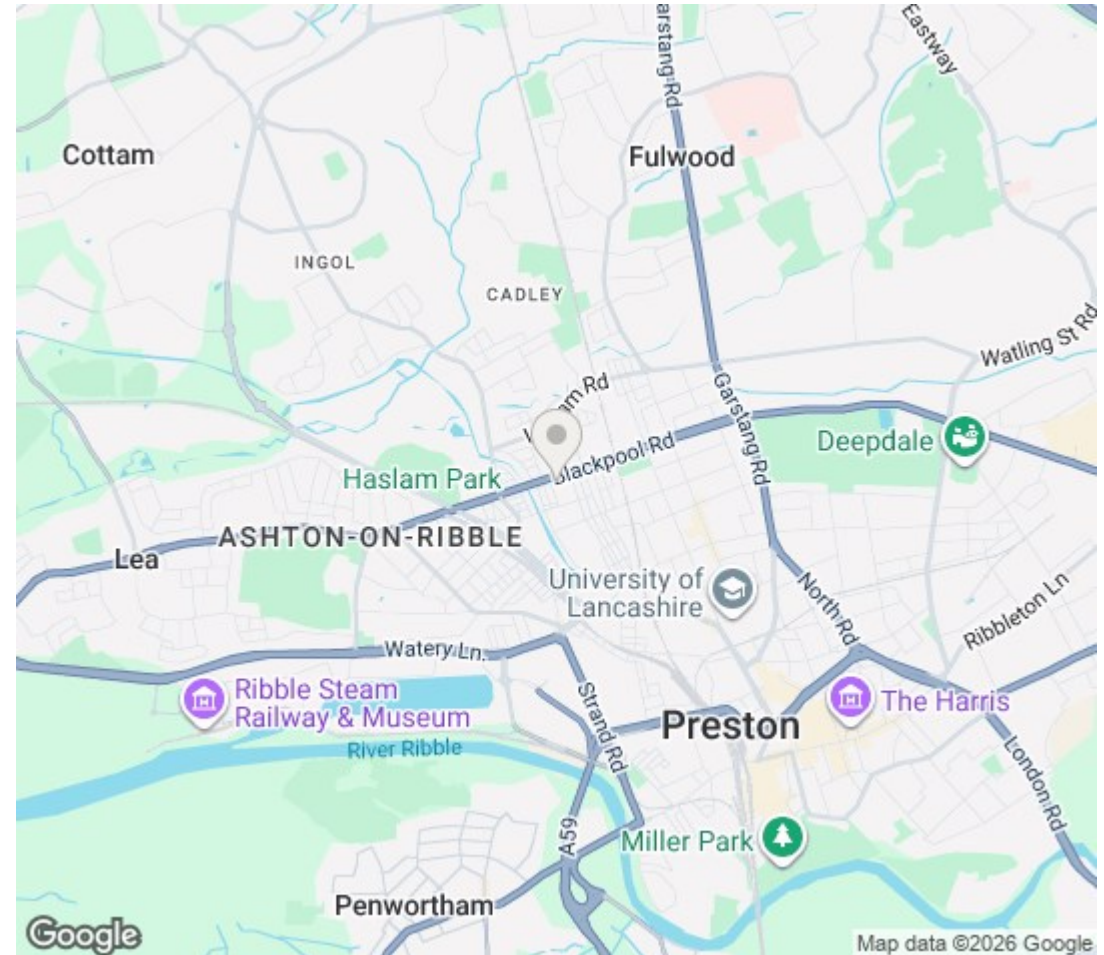 Eastway
Garstang Rd
Cottam
Fulwood
INGOL
CADLEY
Watling St Rd
Garstang Rd
Blackpool Rd
Deepdale
Haslam Park
ASHTON-ON-RIBBLE
Lea
University of
Lancashire
North Rd
Ribbleton Ln
Watery Ln.
Ribble Steam
Railway & Museum
Strand Rd
The Harris
Preston
River Ribble
London Rd
A59
Miller Park
Penwortham
Google
Map data ©2026 Google